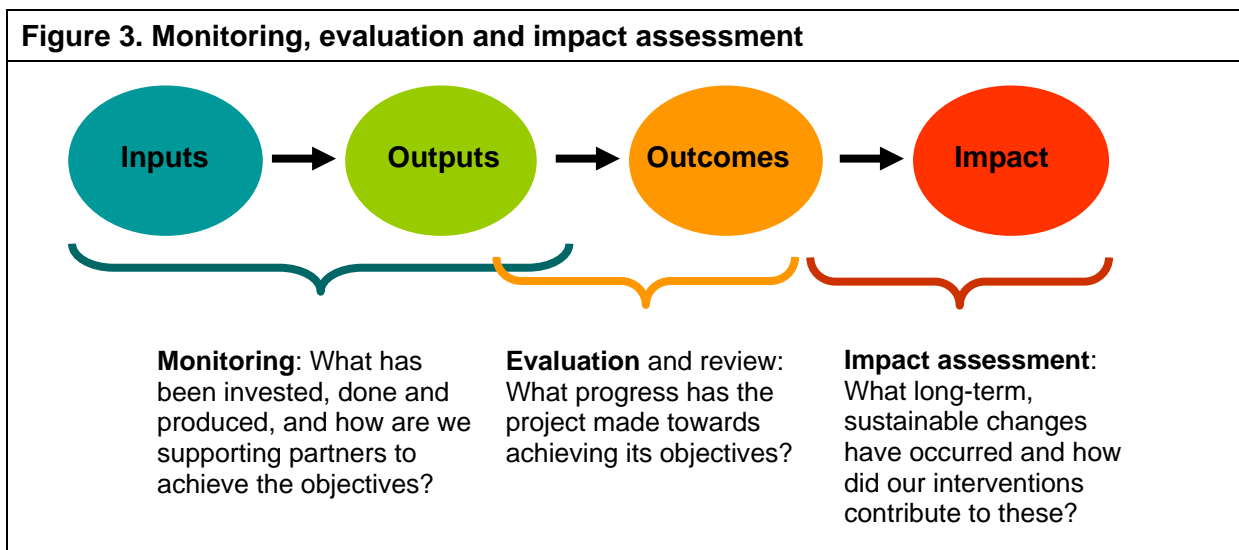 Figure 3. Monitoring, evaluation and impact assessment
Inputs
Outputs
Outcomes
Impact
Monitoring: What has
been invested, done and
produced, and how are we
supporting partners to
achieve the objectives?
Evaluation and review:
What progress has the
project made towards
achieving its objectives?
Impact assessment:
What long-term,
sustainable changes
have occurred and how
did our interventions
contribute to these?